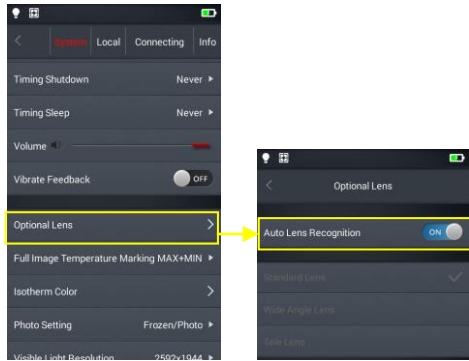 System Local Connecting Info
Timing Shutdown Never
Timing Sleep Never
Volume
Vibrate Feedback OFF
Optional Lens
Full Image Temperature Marking MAX+MIN
Isotherm Color
Photo Setting Frozen/Photo
Visible Light Resolution 2592x1944
Optional Lens
Auto Lens Recognition ON
Standard Lens
Wide Angle Lens
Tele Lens